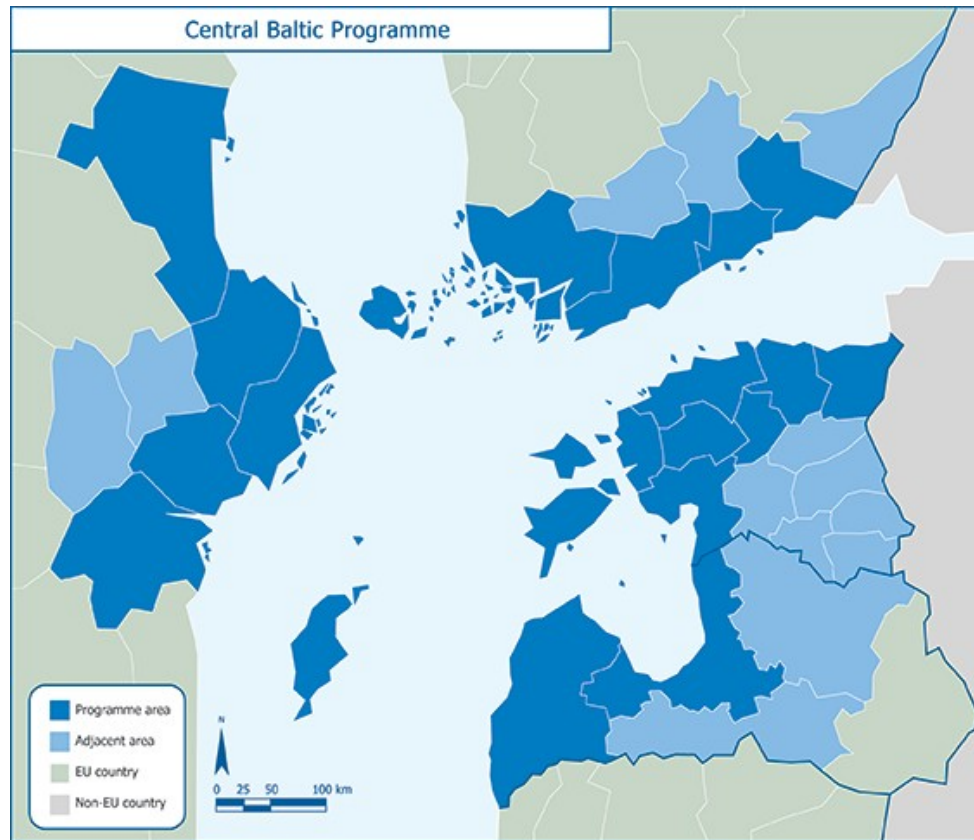 Central Baltic Programme
Programme area
Adjacent area
EU country
Non-EU country
N
0 25 50 100 km